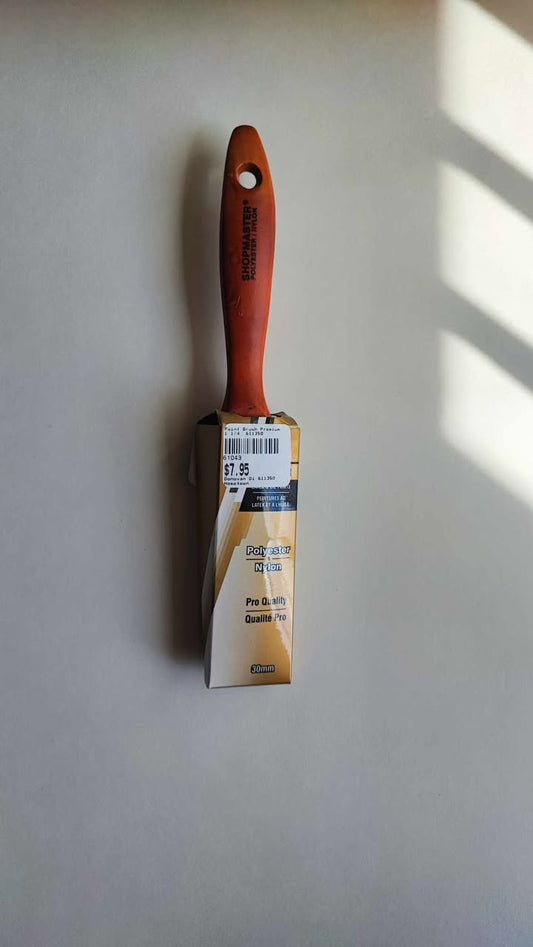 SHOPMASTER®
POLYESTER / NYLON
Paint Brush Premium
1 1/4" 611350
61043
$7.95
Donovan Di 611350
Hometown
PEINTURES AU
LATEX ET À L'HUILE
Polyester
&
Nylon
Pro Quality
Qualité Pro
30mm